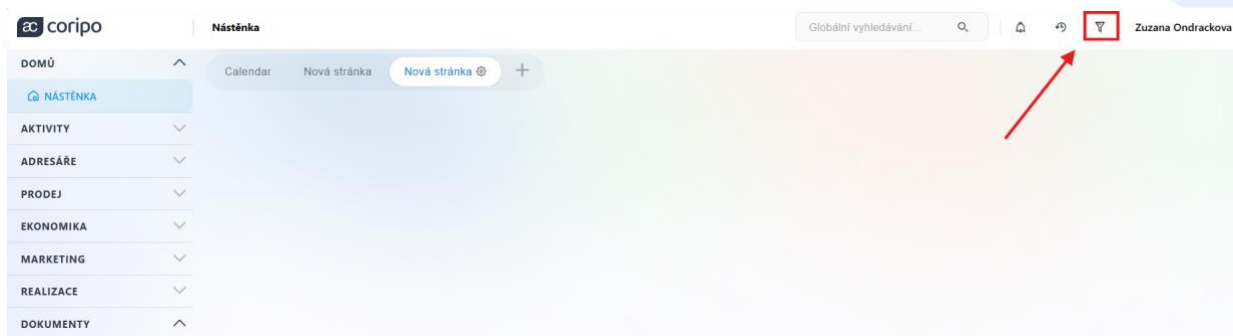 ac coripo
Nástěnka
Globální vyhledávání...
Zuzana Ondrackova
DOMŮ
Calendar
Nová stránka
Nová stránka
NÁSTĚNKA
AKTIVITY
ADRESÁŘE
PRODEJ
EKONOMIKA
MARKETING
REALIZACE
DOKUMENTY